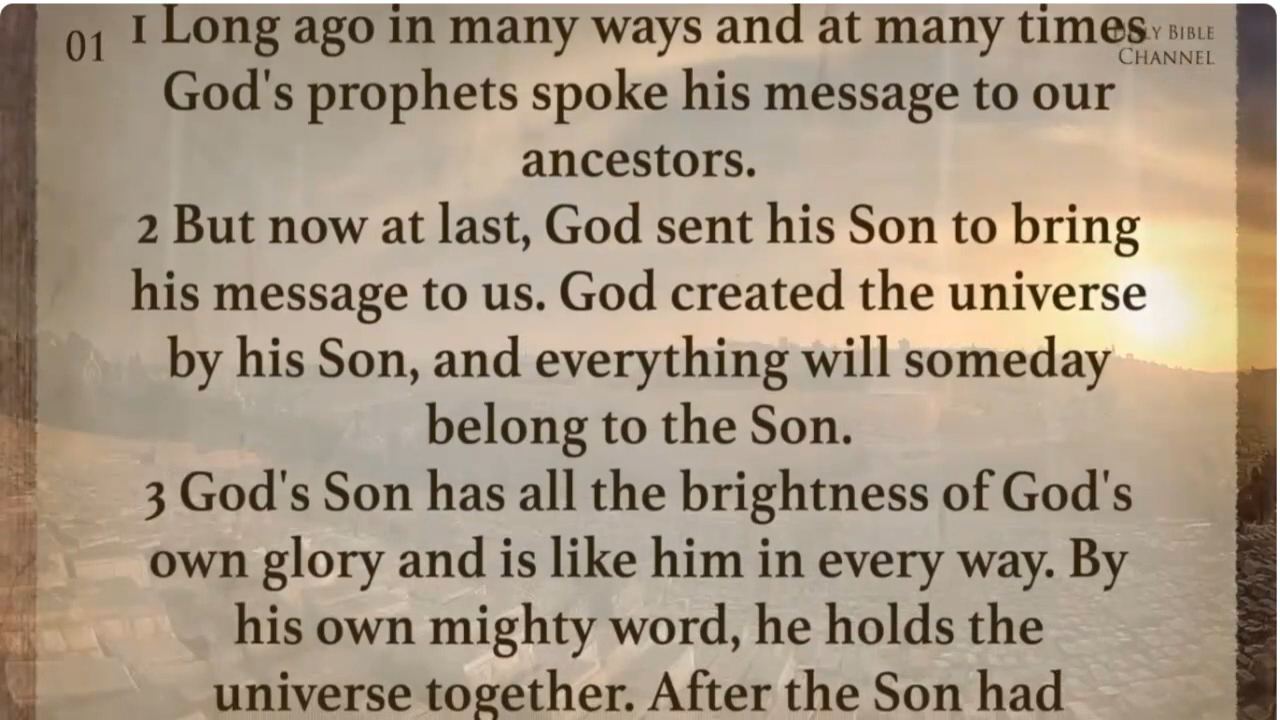 01
1 Long ago in many ways and at many times
God's prophets spoke his message to our
ancestors.
2 But now at last, God sent his Son to bring
his message to us. God created the universe
by his Son, and everything will someday
belong to the Son.
3 God's Son has all the brightness of God's
own glory and is like him in every way. By
his own mighty word, he holds the
universe together. After the Son had
BIBLE
CHANNEL